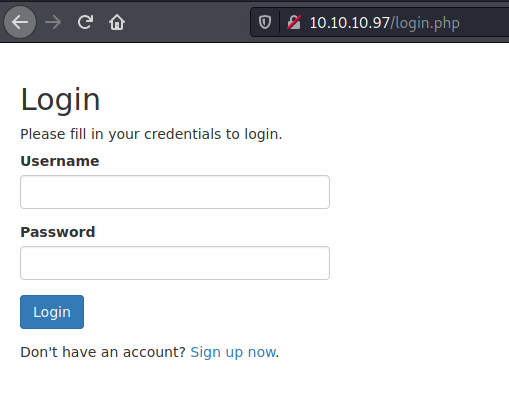 10.10.10.97/login.php
Login
Please fill in your credentials to login.
Username
Password
Login
Don't have an account? Sign up now.